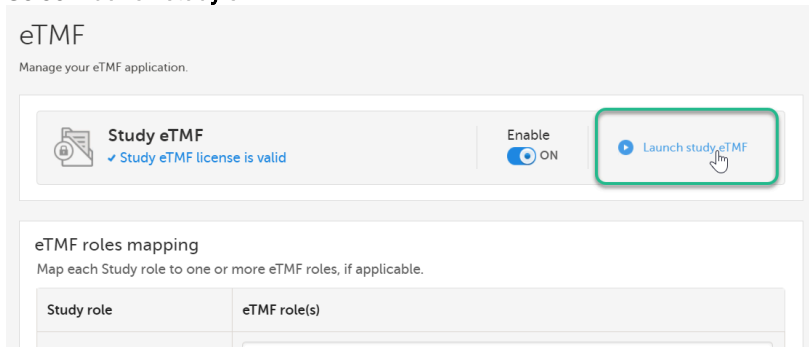 eTMF
Manage your eTMF application.
Study eTMF
Study eTMF license is valid
Enable
ON
Launch study eTMF
eTMF roles mapping
Map each Study role to one or more eTMF roles, if applicable.
Study role
eTMF role(s)